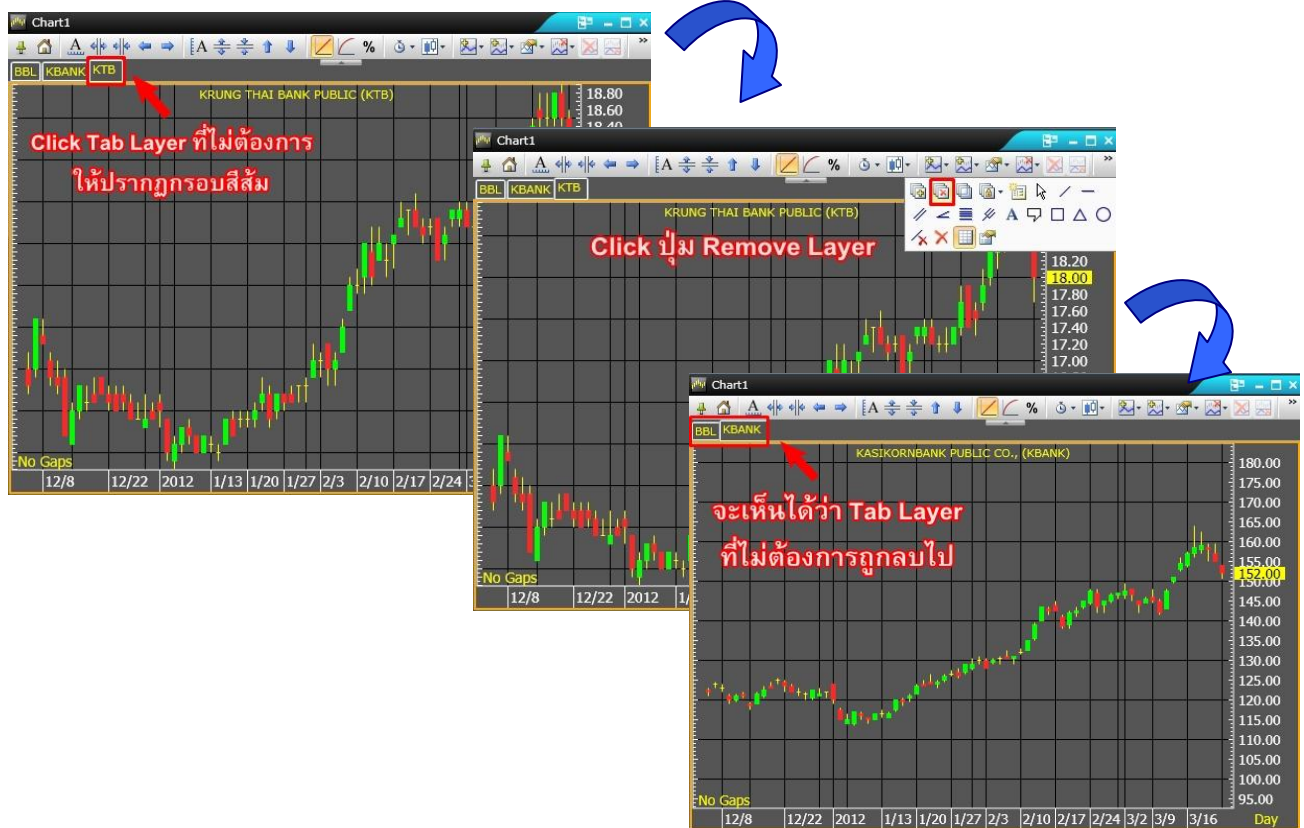 Chart1
A A %
BBL KBANK KTB
KRUNG THAI BANK PUBLIC (KTB)
18.80
18.60
18.40
Click Tab Layer ที่ไม่ต้องการ
ให้ปรากฏกรอบสีส้ม
No Gaps
12/8 12/22 2012 1/13 1/20 1/27 2/3 2/10 2/17 2/24
Chart1
A A %
BBL KBANK KTB
A
KRUNG THAI BANK PUBLIC (KTB)
Click ปุ่ม Remove Layer
18.20
18.00
17.80
17.60
17.40
17.20
17.00
No Gaps
12/8 12/22 2012
Chart1
A A %
BBL KBANK
KASIKORNBANK PUBLIC CO., (KBANK)
จะเห็นได้ว่า Tab Layer
ที่ไม่ต้องการถูกลบไป
180.00
175.00
170.00
165.00
160.00
155.00
152.00
150.00
145.00
140.00
135.00
130.00
125.00
120.00
115.00
110.00
105.00
100.00
95.00
No Gaps
12/8 12/22 2012 1/13 1/20 1/27 2/3 2/10 2/17 2/24 3/2 3/9 3/16 Day